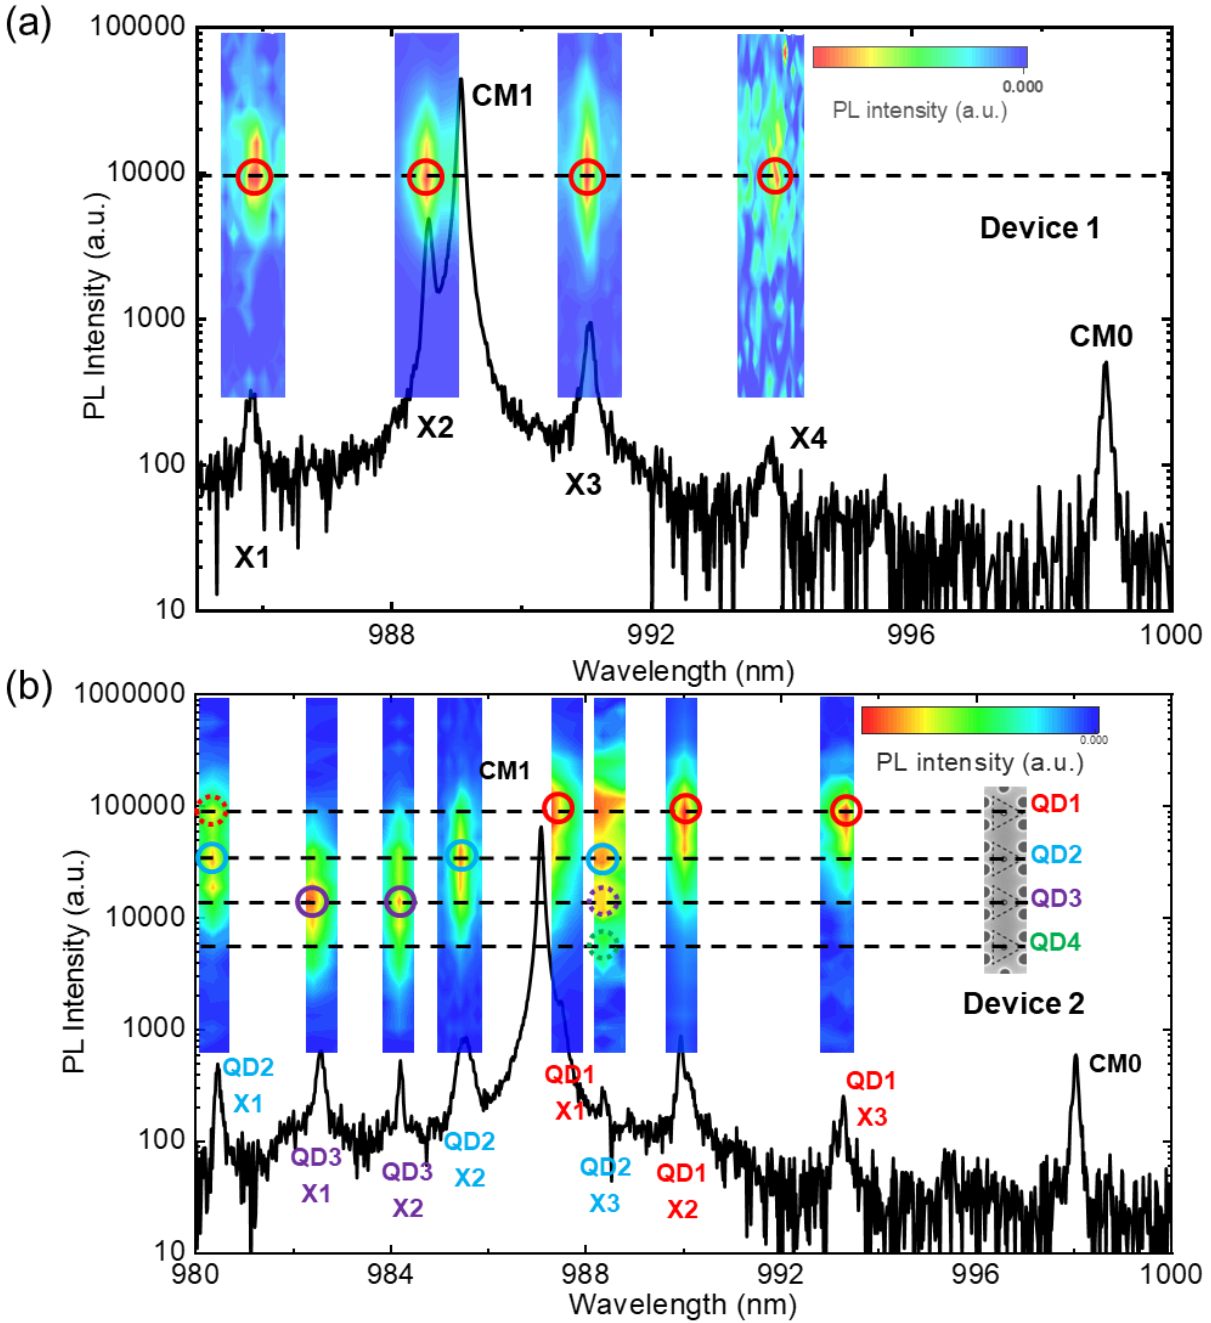 (a)
100000
10000
1000
100
10
PL Intensity (a.u.)
CM1
0.000
PL intensity (a.u.)
Device 1
CM0
X1
X2
X3
X4
988
992
996
1000
Wavelength (nm)
(b)
1000000
100000
10000
1000
100
10
PL Intensity (a.u.)
CM1
0.000
PL intensity (a.u.)
QD1
QD2
QD3
QD4
Device 2
CM0
QD2
X1
QD3
X1
QD3
X2
QD2
X2
QD1
X1
QD2
X3
QD1
X2
QD1
X3
980
984
988
992
996
1000
Wavelength (nm)